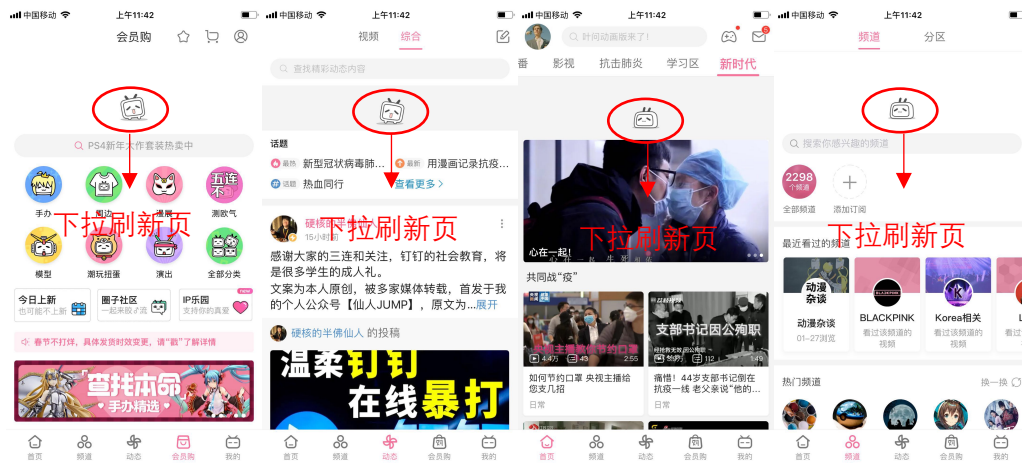 中国移动 上午11:42
会员购
PS4新年大作套装热卖中
手办 周边 漫展 测欧气
五连不
下拉刷新页
模型 潮玩扭蛋 演出 全部分类
今日上新
也可能不上新
圈子社区
一起来胶流
IP乐园
支持你的真爱
春节不打烊，具体发货时效变更，请“戳”了解详情
查找本命
手办精选
首页 频道 动态 会员购 我的
中国移动 上午11:42
视频 综合
查找精彩动态内容
话题
最热 新型冠状病毒肺... 最新 用漫画记录抗疫...
话题 热血同行 查看更多
硬核的半佛仙人
15小时前
下拉刷新页
感谢大家的三连和关注，钉钉的社会教育，将
是很多学生的成人礼。
文案为本人原创，被多家媒体转载，首发于我
的个人公众号【仙人JUMP】，原文为...展开
硬核的半佛仙人 的投稿
温柔钉钉
在线暴打
首页 频道 动态 会员购 我的
中国移动 上午11:42
叶问动画版来了！
番 影视 抗击肺炎 学习区 新时代
下拉刷新页
心在一起！
共同战“疫”
4.4万 43 2:55
支部书记因公殉职
112 1:49
如何节约口罩 央视主播给
您支几招
日常
痛惜！44岁支部书记倒在
抗疫一线 老父亲说“他的...
日常
首页 频道 动态 会员购 我的
中国移动 上午11:42
频道 分区
搜索你感兴趣的频道
2298
个频道
全部频道 添加订阅
下拉刷新页
最近看过的频道
动漫
杂谈
BLACKPINK
动漫杂谈
01-27浏览
BLACKPINK
看过该频道的
视频
Korea相关
看过该频道的
视频
热门频道 换一换
首页 频道 动态 会员购 我的